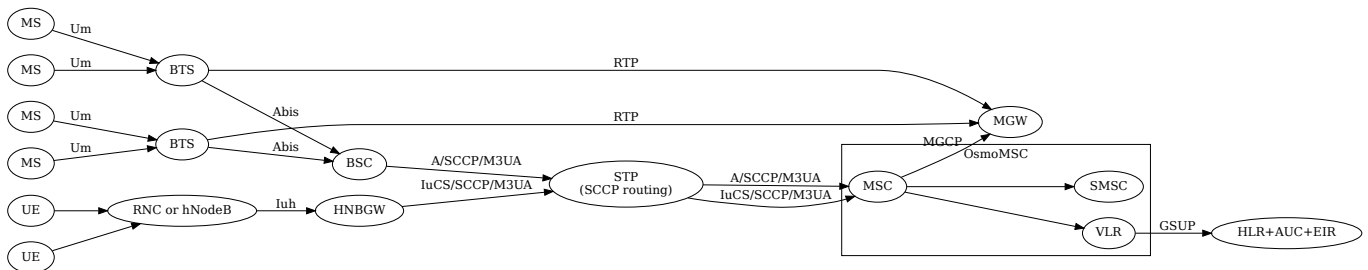 MS
Um
MS
Um
BTS
RTP
Abis
MS
Um
MS
Um
BTS
RTP
Abis
BSC
A/SCCP/M3UA
UE
UE
RNC or hNodeB
Iuh
HNBGW
IuCS/SCCP/M3UA
STP
(SCCP routing)
A/SCCP/M3UA
IuCS/SCCP/M3UA
OsmoMSC
MSC
MGCP
MGW
SMSC
VLR
GSUP
HLR+AUC+EIR